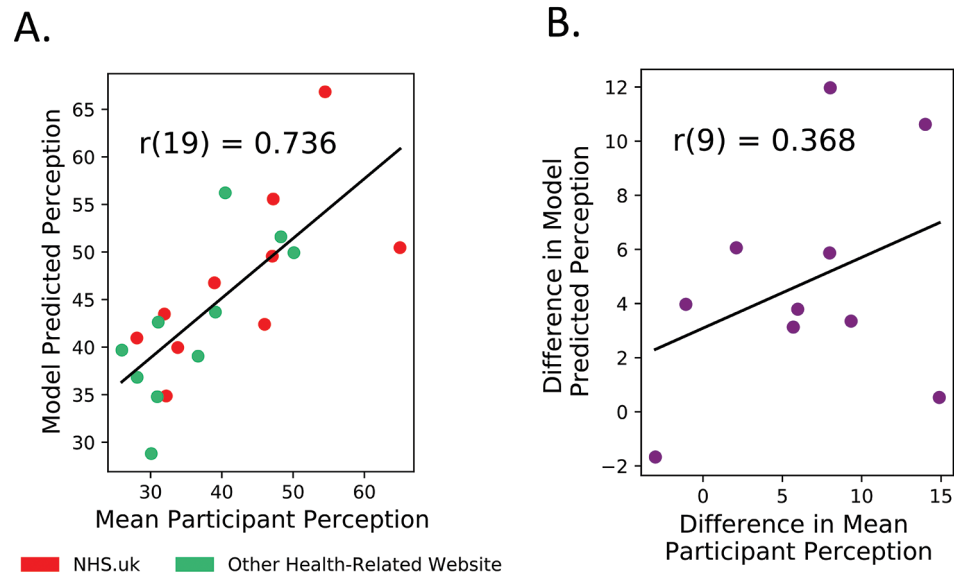 A.
65
60
55
50
45
40
35
30
r(19) = 0.736
Model Predicted Perception
30
40
50
60
Mean Participant Perception
NHS.uk
Other Health-Related Website
B.
12
10
8
6
4
2
0
−2
r(9) = 0.368
Difference in Model
Predicted Perception
0
5
10
15
Difference in Mean
Participant Perception